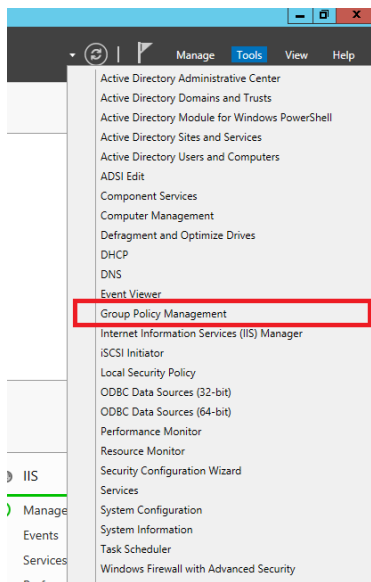 Manage Tools View Help
Active Directory Administrative Center
Active Directory Domains and Trusts
Active Directory Module for Windows PowerShell
Active Directory Sites and Services
Active Directory Users and Computers
ADSI Edit
Component Services
Computer Management
Defragment and Optimize Drives
DHCP
DNS
Event Viewer
Group Policy Management
Internet Information Services (IIS) Manager
iSCSI Initiator
Local Security Policy
ODBC Data Sources (32-bit)
ODBC Data Sources (64-bit)
Performance Monitor
Resource Monitor
Security Configuration Wizard
Services
System Configuration
System Information
Task Scheduler
Windows Firewall with Advanced Security
IIS
Manage
Events
Services